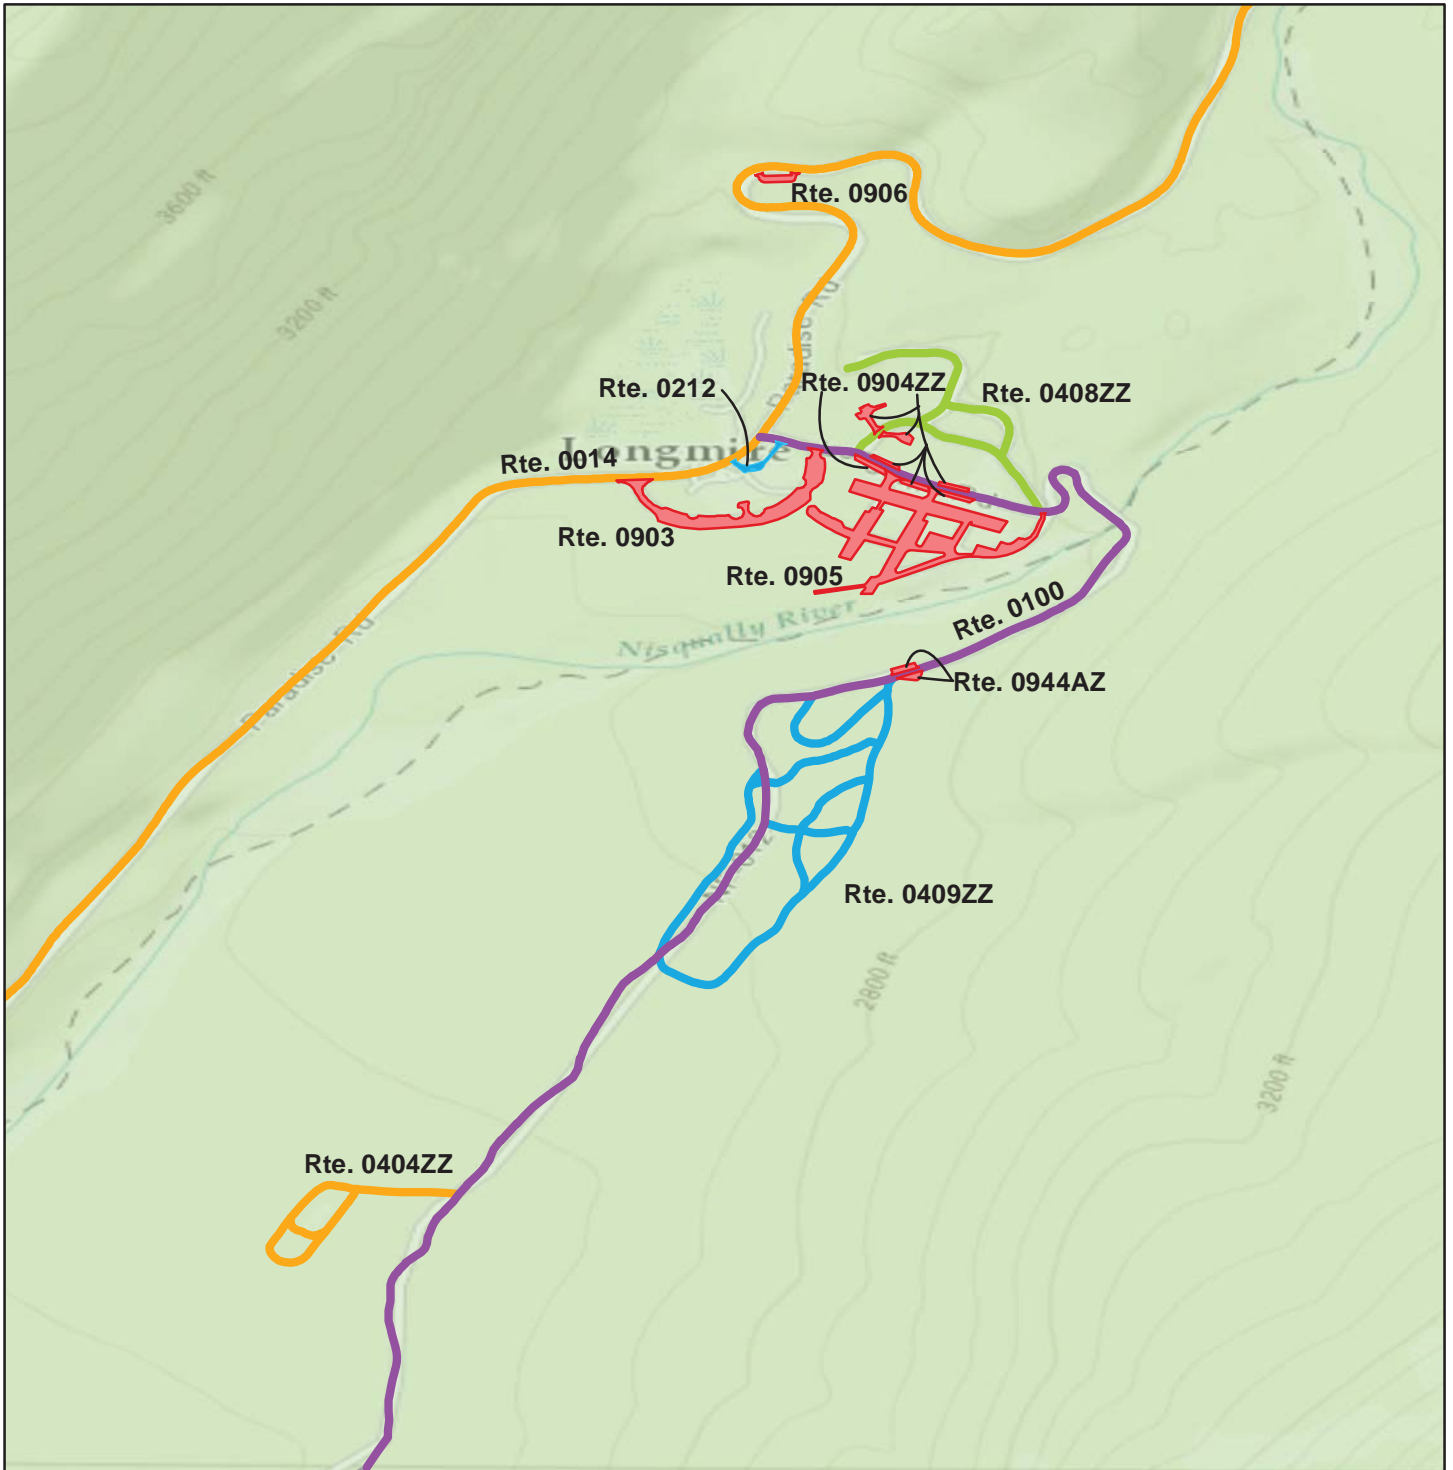 3600 ft
Rte. 0906
3200 ft
Paradise Rd
Rte. 0212
Rte. 0904ZZ
Rte. 0408ZZ
Longmire
Rte. 0014
Rd
Rte. 0903
Rte. 0905
Rte. 0100
Nisqually River
Paradise Rd
Rte. 0944AZ
Rte. 0409ZZ
2800 ft
3200 ft
Rte. 0404ZZ